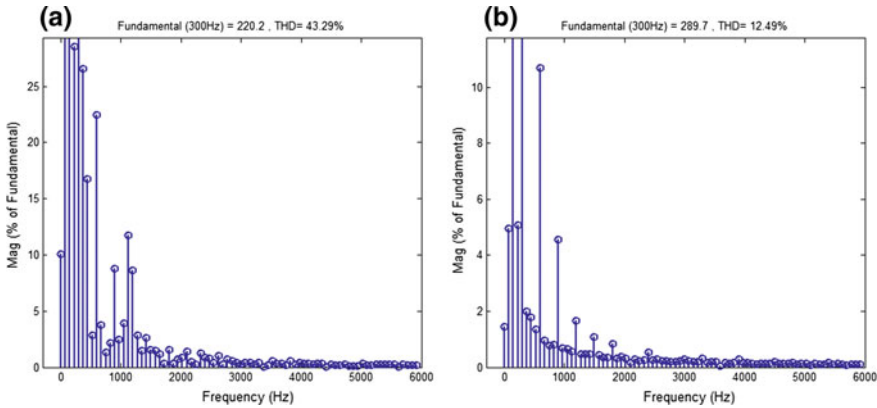 (a)
Fundamental (300Hz) = 220.2 , THD= 43.29%
Mag (% of Fundamental)
25
20
15
10
5
0
0 1000 2000 3000 4000 5000 6000
Frequency (Hz)
(b)
Fundamental (300Hz) = 289.7 , THD= 12.49%
Mag (% of Fundamental)
10
8
6
4
2
0
0 1000 2000 3000 4000 5000 6000
Frequency (Hz)